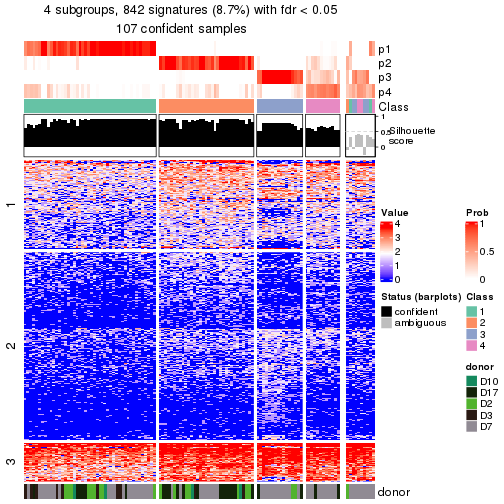 4 subgroups, 842 signatures (8.7%) with fdr < 0.05
107 confident samples
p1
p2
p3
p4
Class
1
0.5
0
Silhouette
score
1
2
3
donor
Value
4
3
2
1
0
Prob
1
0.5
0
Status (barplots)
confident
ambiguous
Class
1
2
3
4
donor
D10
D17
D2
D3
D7